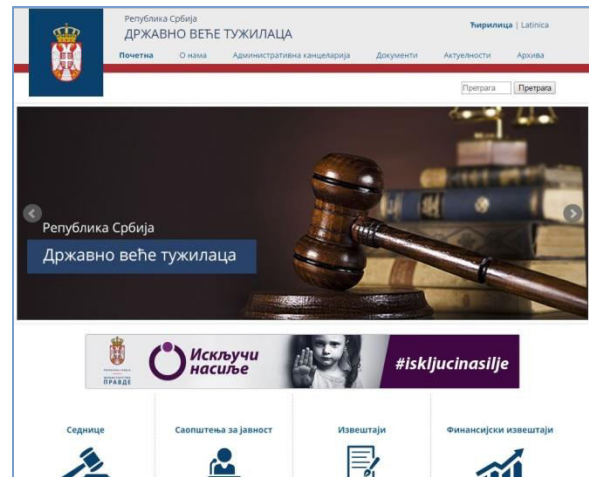 Република Србија
ДРЖАВНО ВЕЋЕ ТУЖИЛАЦА
Ћирилица | Latinica
Почетна О нама Административна канцеларија Документи Актуелности Архива
Претрага Претрага
Република Србија
Државно веће тужилаца
ПРАВДЕ
Искључи
насиље
#iskljucinasilje
Седнице Саопштења за јавност Извештаји Финансијски извештаји